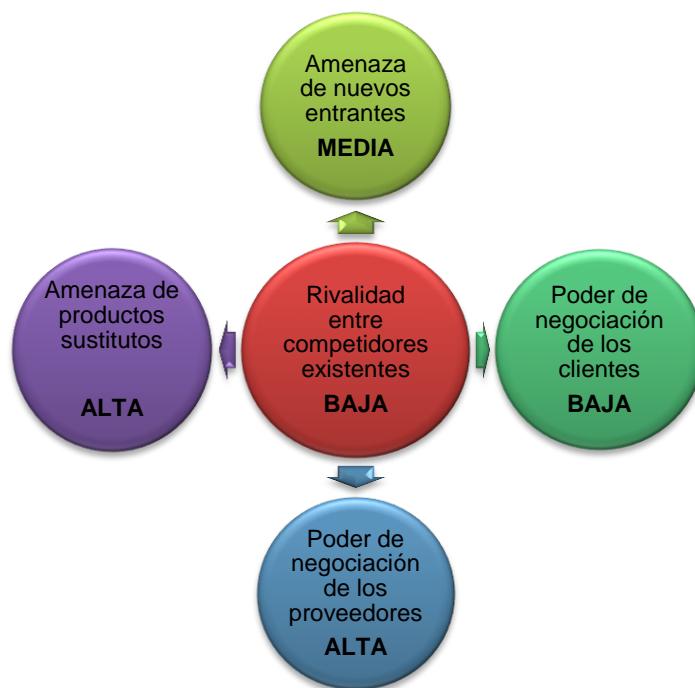 Amenaza
de nuevos
entrantes
MEDIA
Amenaza de
productos
sustitutos
ALTA
Rivalidad
entre
competidores
existentes
BAJA
Poder de
negociación
de los
clientes
BAJA
Poder de
negociación
de los
proveedores
ALTA